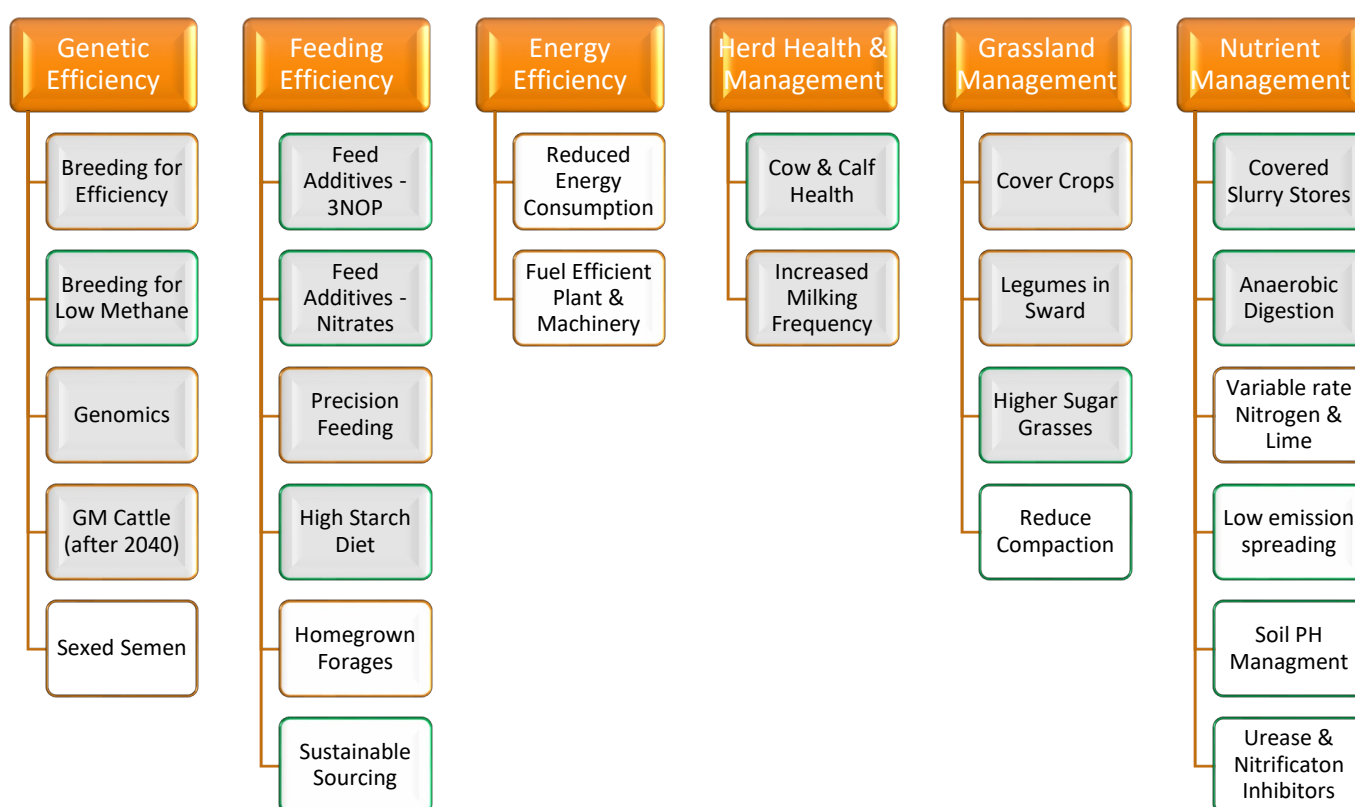 Genetic
Efficiency
Breeding for
Efficiency
Breeding for
Low Methane
Genomics
GM Cattle
(after 2040)
Sexed Semen
Feeding
Efficiency
Feed
Additives -
3NOP
Feed
Additives -
Nitrates
Precision
Feeding
High Starch
Diet
Homegrown
Forages
Sustainable
Sourcing
Energy
Efficiency
Reduced
Energy
Consumption
Fuel Efficient
Plant &
Machinery
Herd Health &
Management
Cow & Calf
Health
Increased
Milking
Frequency
Grassland
Management
Cover Crops
Legumes in
Sward
Higher Sugar
Grasses
Reduce
Compaction
Nutrient
Management
Covered
Slurry Stores
Anaerobic
Digestion
Variable rate
Nitrogen &
Lime
Low emission
spreading
Soil PH
Managment
Urease &
Nitrificaton
Inhibitors